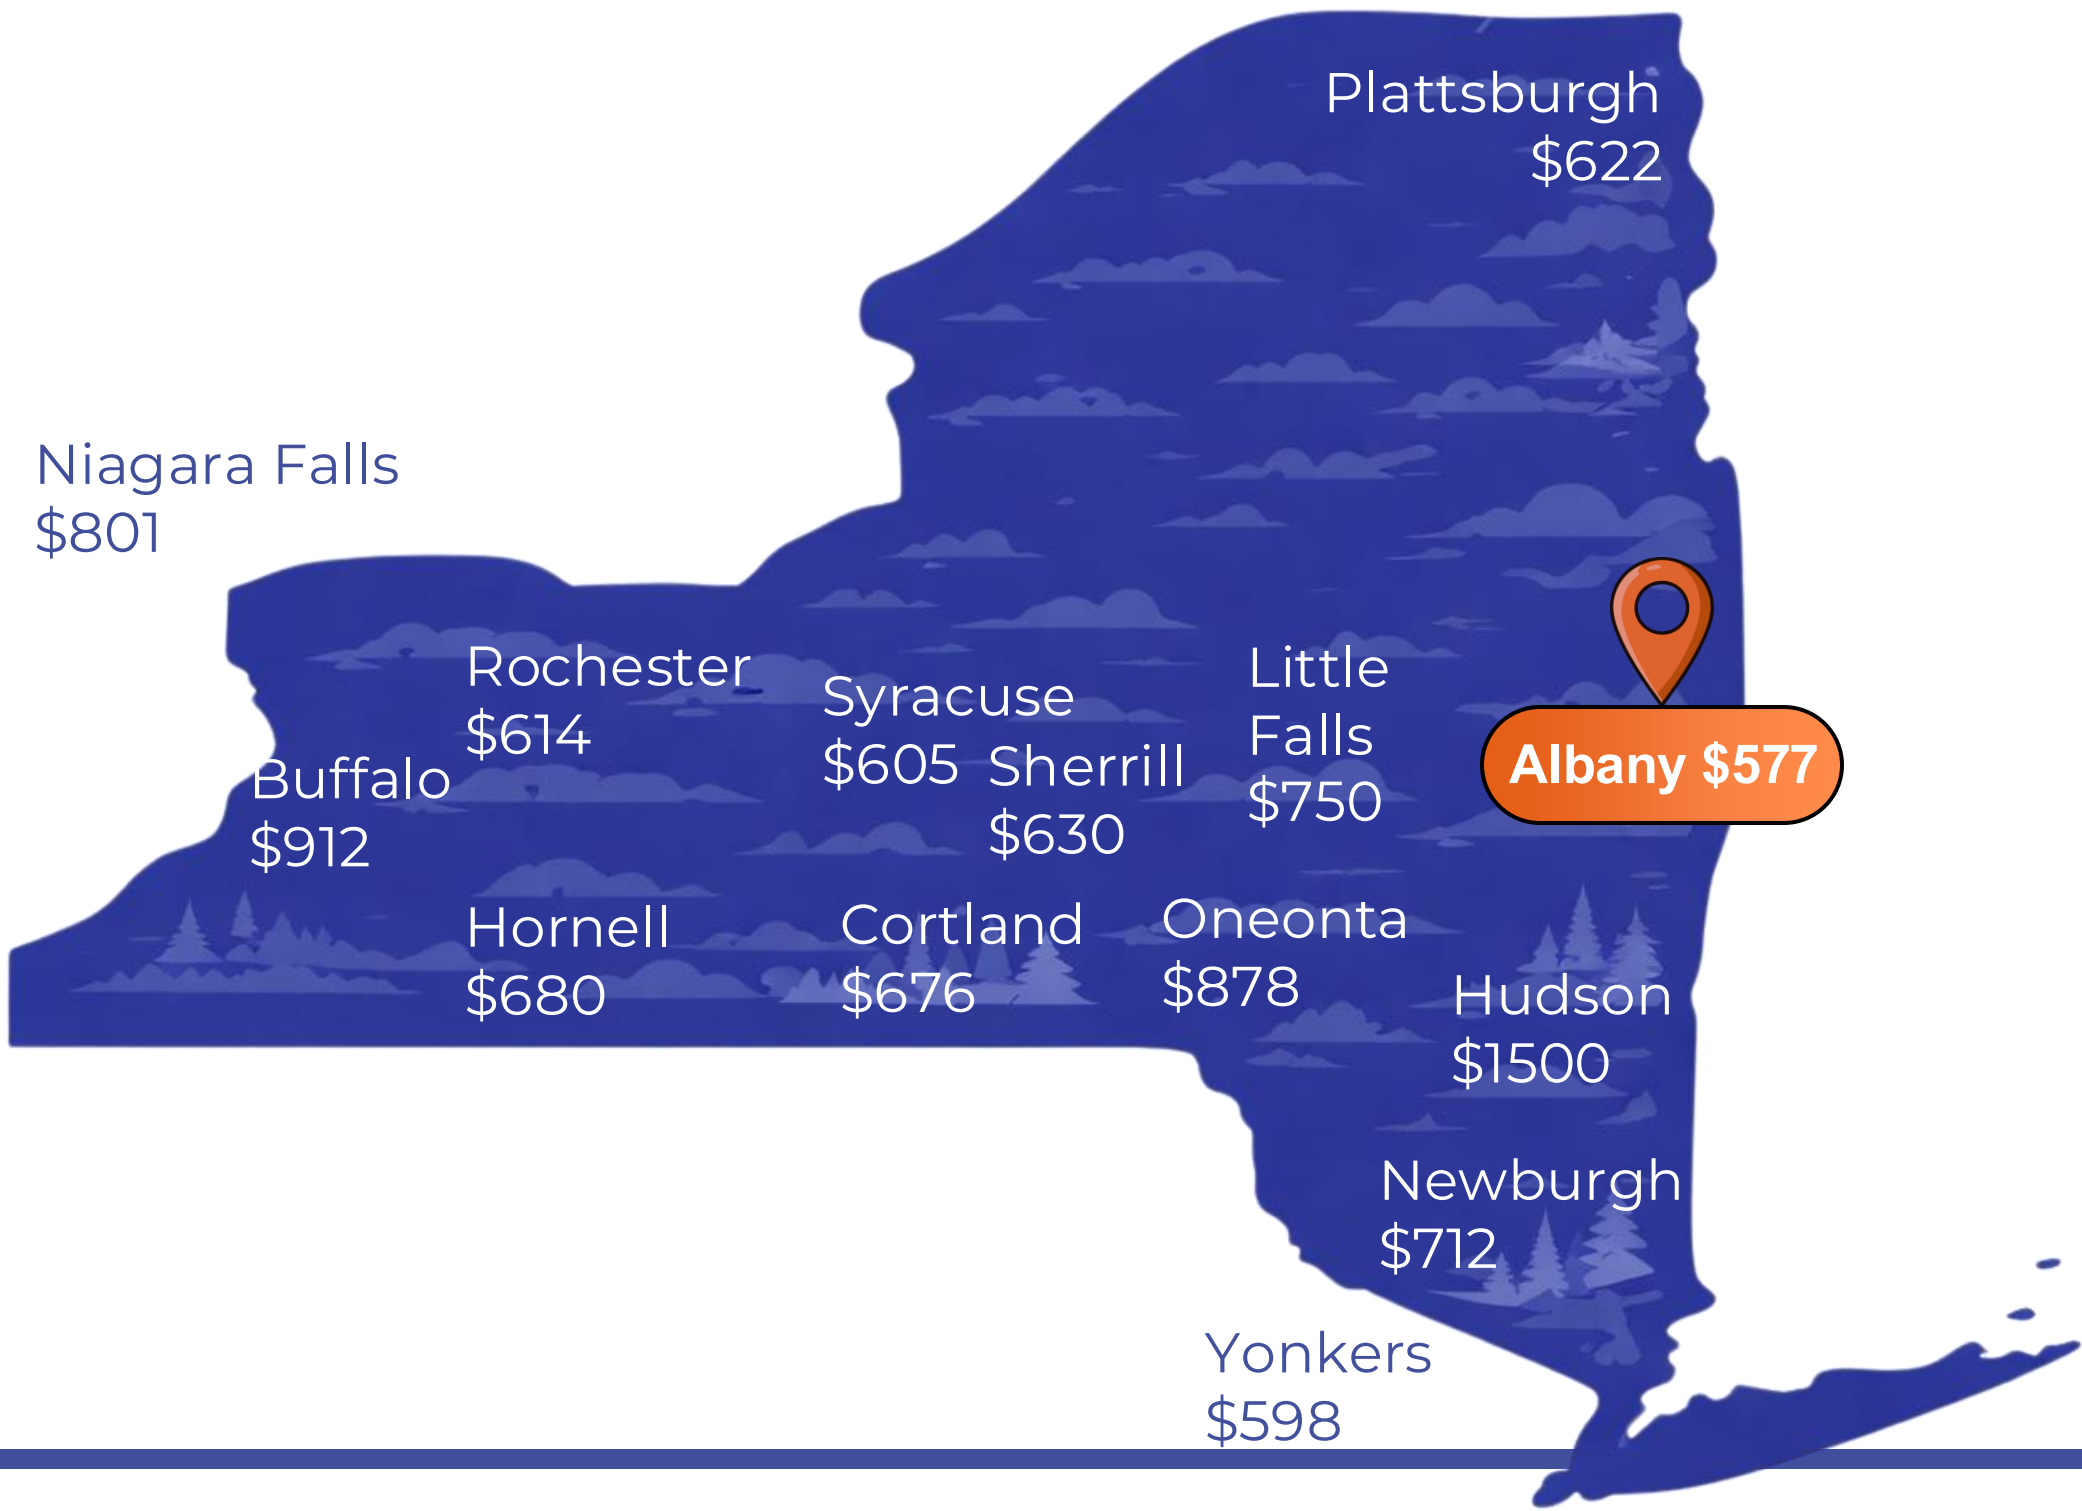 Plattsburgh
$622
Niagara Falls
$801
Rochester
$614
Syracuse
$605
Sherrill
$630
Little
Falls
$750
Albany $577
Buffalo
$912
Hornell
$680
Cortland
$676
Oneonta
$878
Hudson
$1500
Newburgh
$712
Yonkers
$598